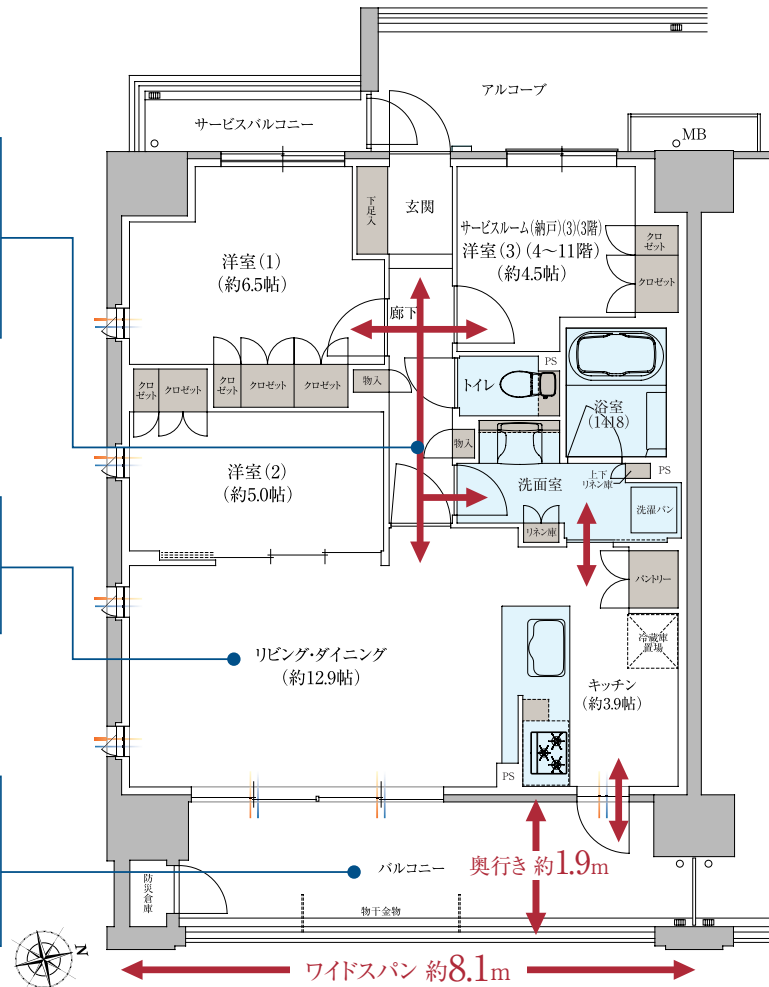 アルコーブ
サービスバルコニー
MB
下足入
玄関
サービスルーム(納戸)(3)(3階)
洋室(3)(4〜11階)
(約4.5帖)
クロ
ゼット
クロゼット
洋室(1)
(約6.5帖)
廊下
PS
トイレ
浴室
(1418)
クロ
ゼット
クロゼット
クロ
ゼット
クロゼット
クロゼット
物入
物入
洋室(2)
(約5.0帖)
洗面室
上下
リネン庫
PS
洗濯パン
リネン庫
パントリー
冷蔵庫
置場
リビング・ダイニング
(約12.9帖)
キッチン
(約3.9帖)
PS
バルコニー
奥行き 約1.9m
防災倉庫
物干金物
N
ワイドスパン 約8.1m